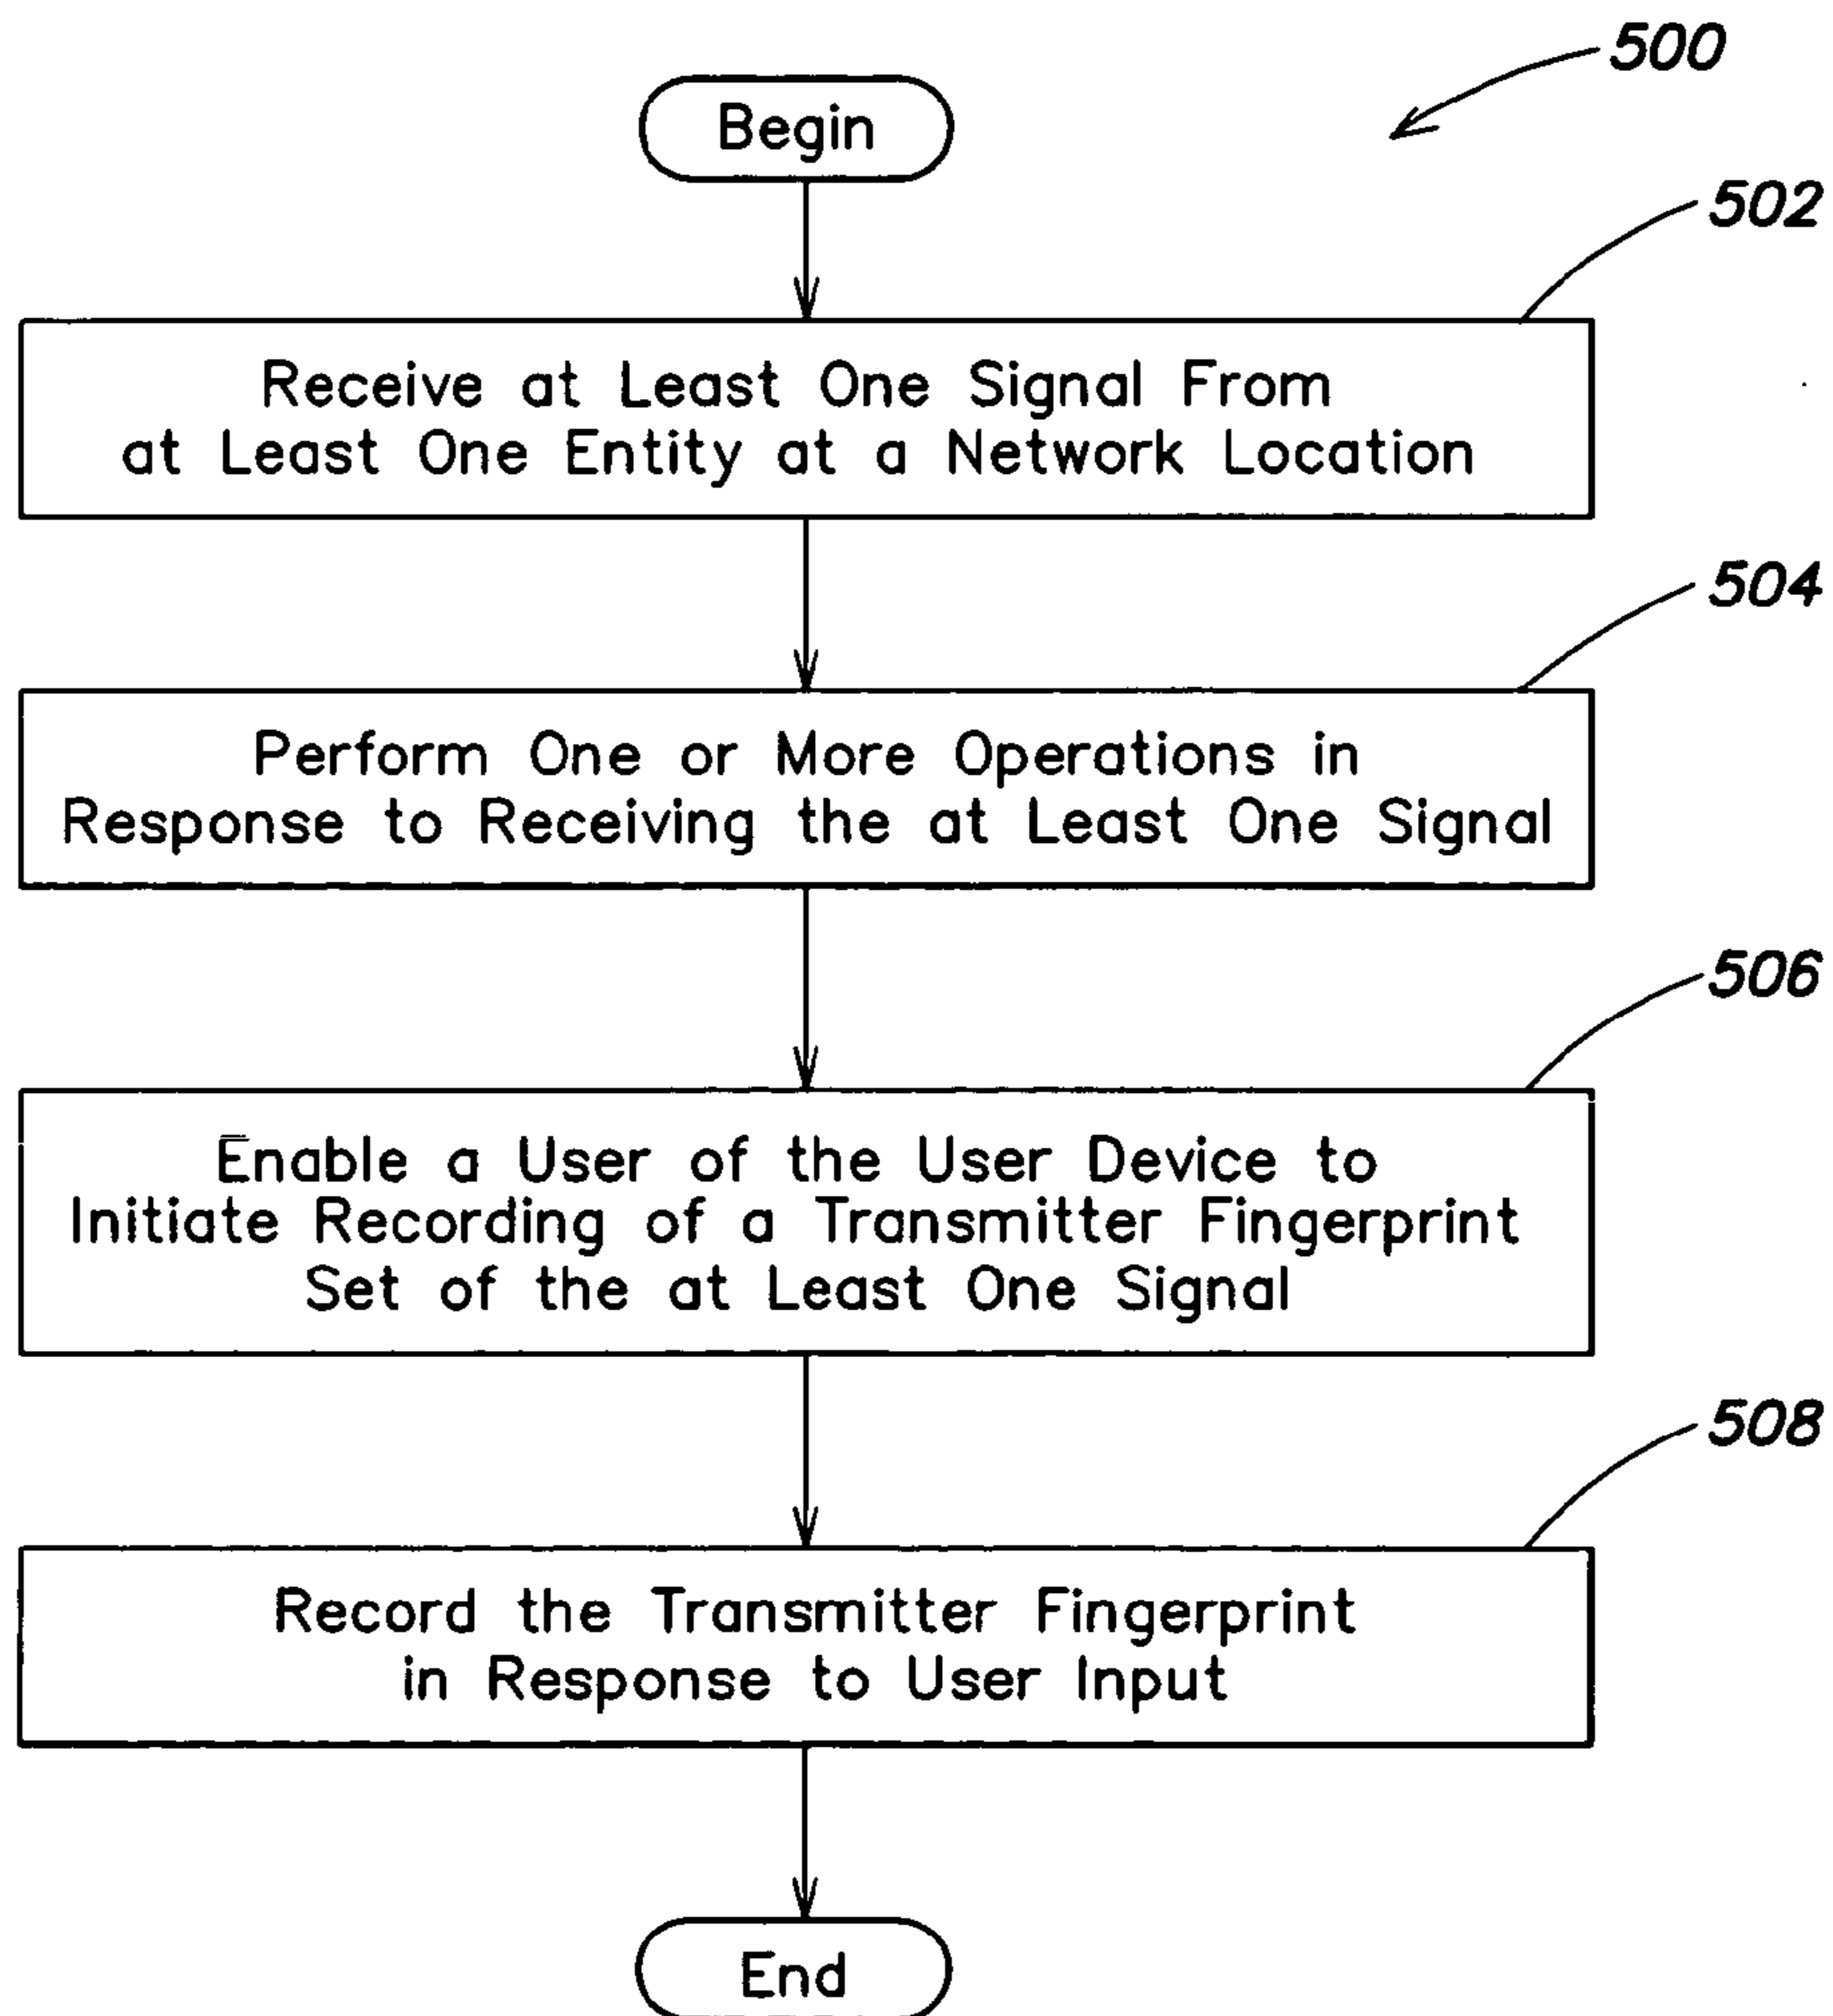 500
Begin
502
Receive at Least One Signal From
at Least One Entity at a Network Location
504
Perform One or More Operations in
Response to Receiving the at Least One Signal
506
Enable a User of the User Device to
Initiate Recording of a Transmitter Fingerprint
Set of the at Least One Signal
508
Record the Transmitter Fingerprint
in Response to User Input
End